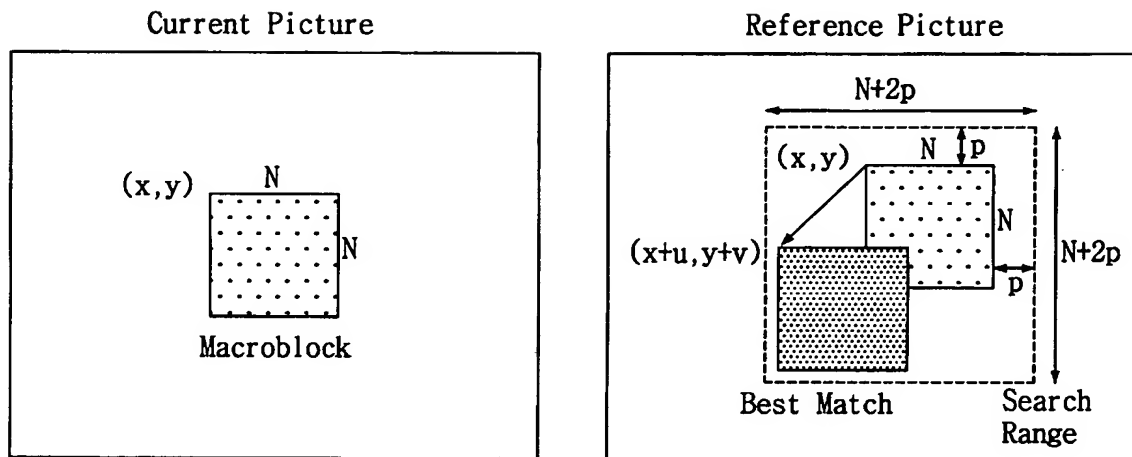 Current Picture
(x,y)
N
N
Macroblock
Reference Picture
N+2p
(x,y)
N
p
N
(x+u,y+v)
N+2p
p
Best Match
Search
Range